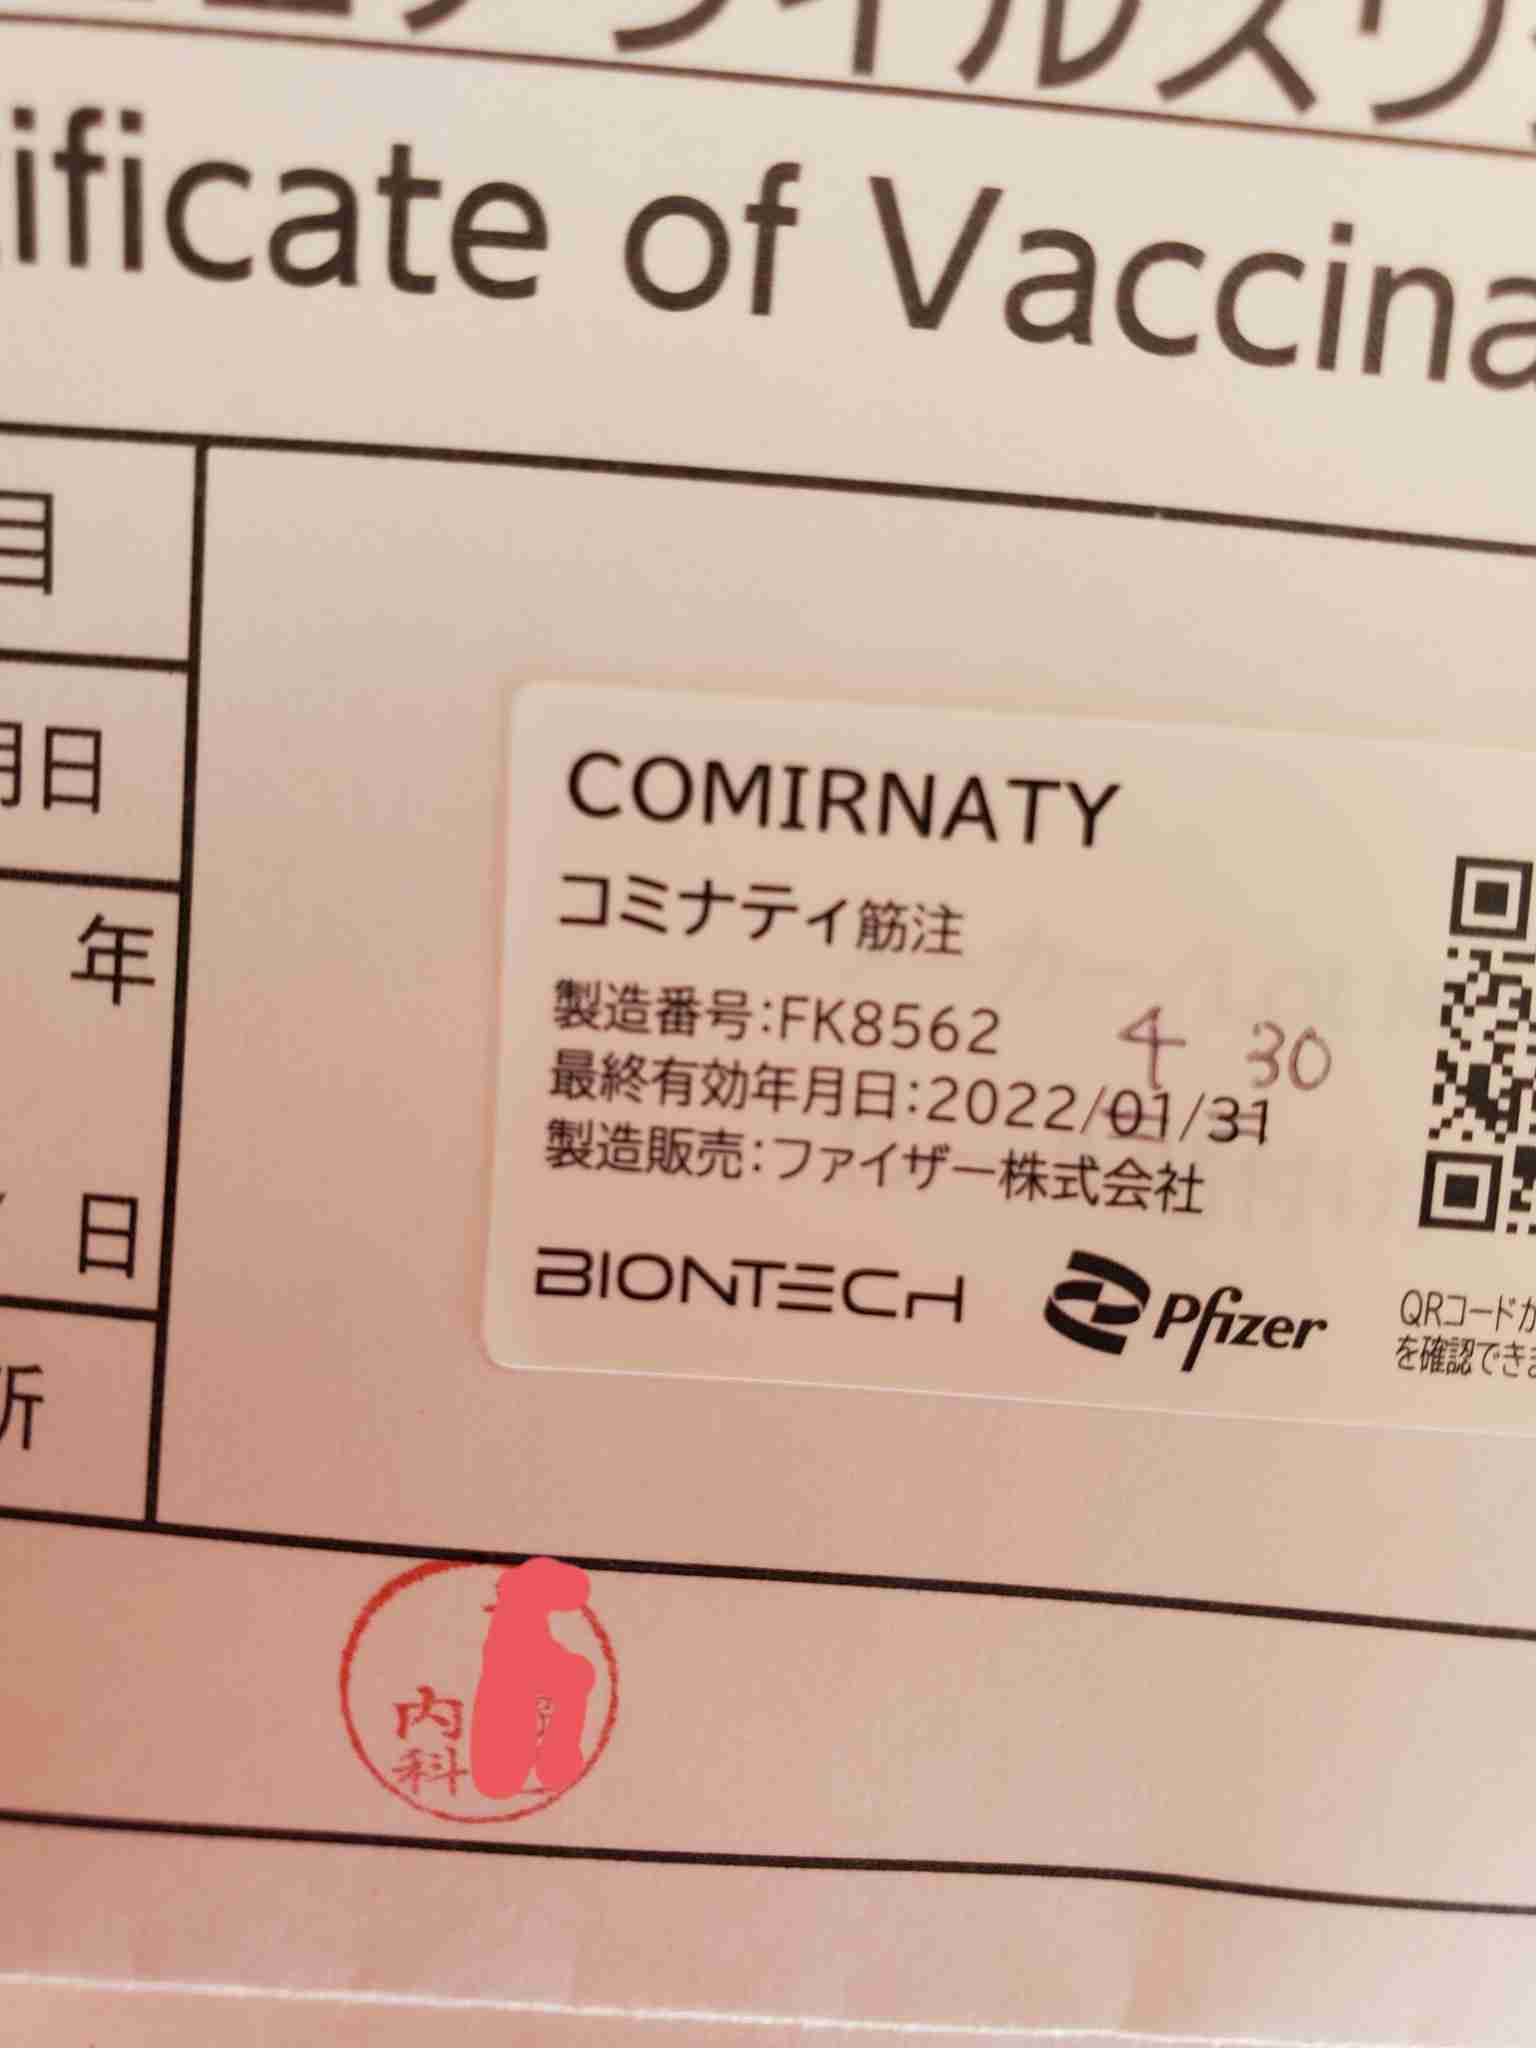 ificate of Vaccina
目
日
年
日
所
COMIRNATY
コミナティ筋注
製造番号:FK8562
4 30
最終有効年月日:2022/01/31
製造販売:ファイザー株式会社
BIONTECH Pfizer
QRコードか
を確認できま
内科